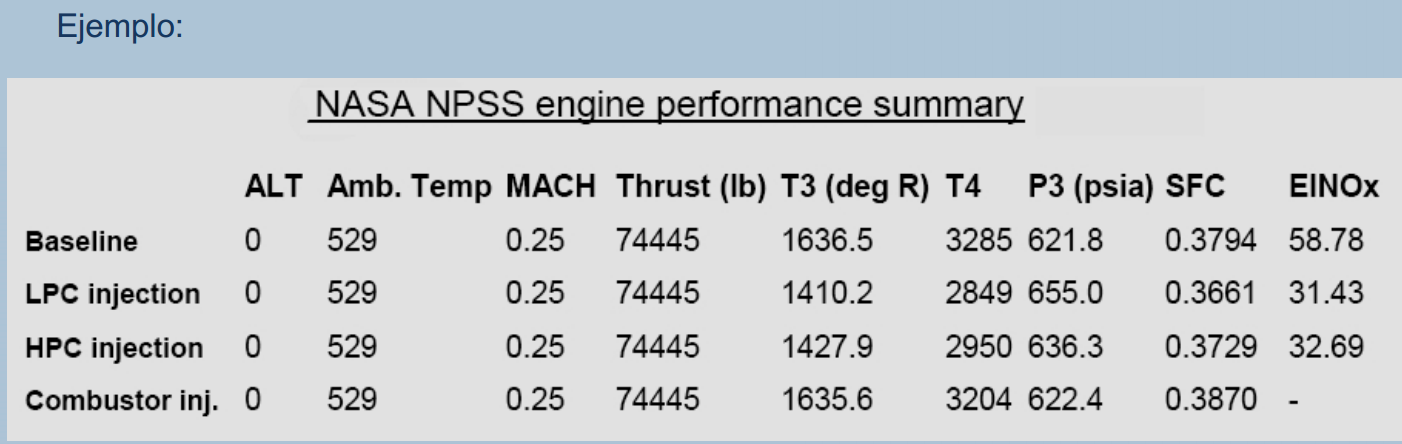 Ejemplo:
NASA NPSS engine performance summary
ALT Amb. Temp MACH Thrust (lb) T3 (deg R) T4 P3 (psia) SFC EINOx
Baseline 0 529 0.25 74445 1636.5 3285 621.8 0.3794 58.78
LPC injection 0 529 0.25 74445 1410.2 2849 655.0 0.3661 31.43
HPC injection 0 529 0.25 74445 1427.9 2950 636.3 0.3729 32.69
Combustor inj. 0 529 0.25 74445 1635.6 3204 622.4 0.3870 -